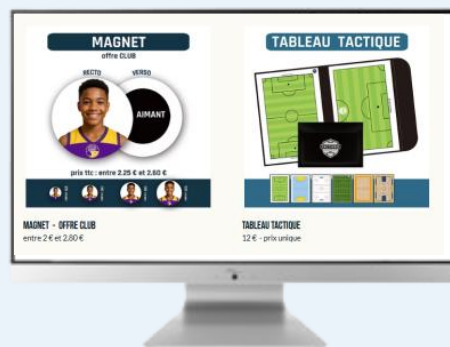 MAGNET
offre CLUB
RECTO
VERSO
AIMANT
prix ttc : entre 2.25 € et 2.60 €
MAGNET - OFFRE CLUB
entre 2 € et 2.80 €
TABLEAU TACTIQUE
TABLEAU TACTIQUE
12 € - prix unique